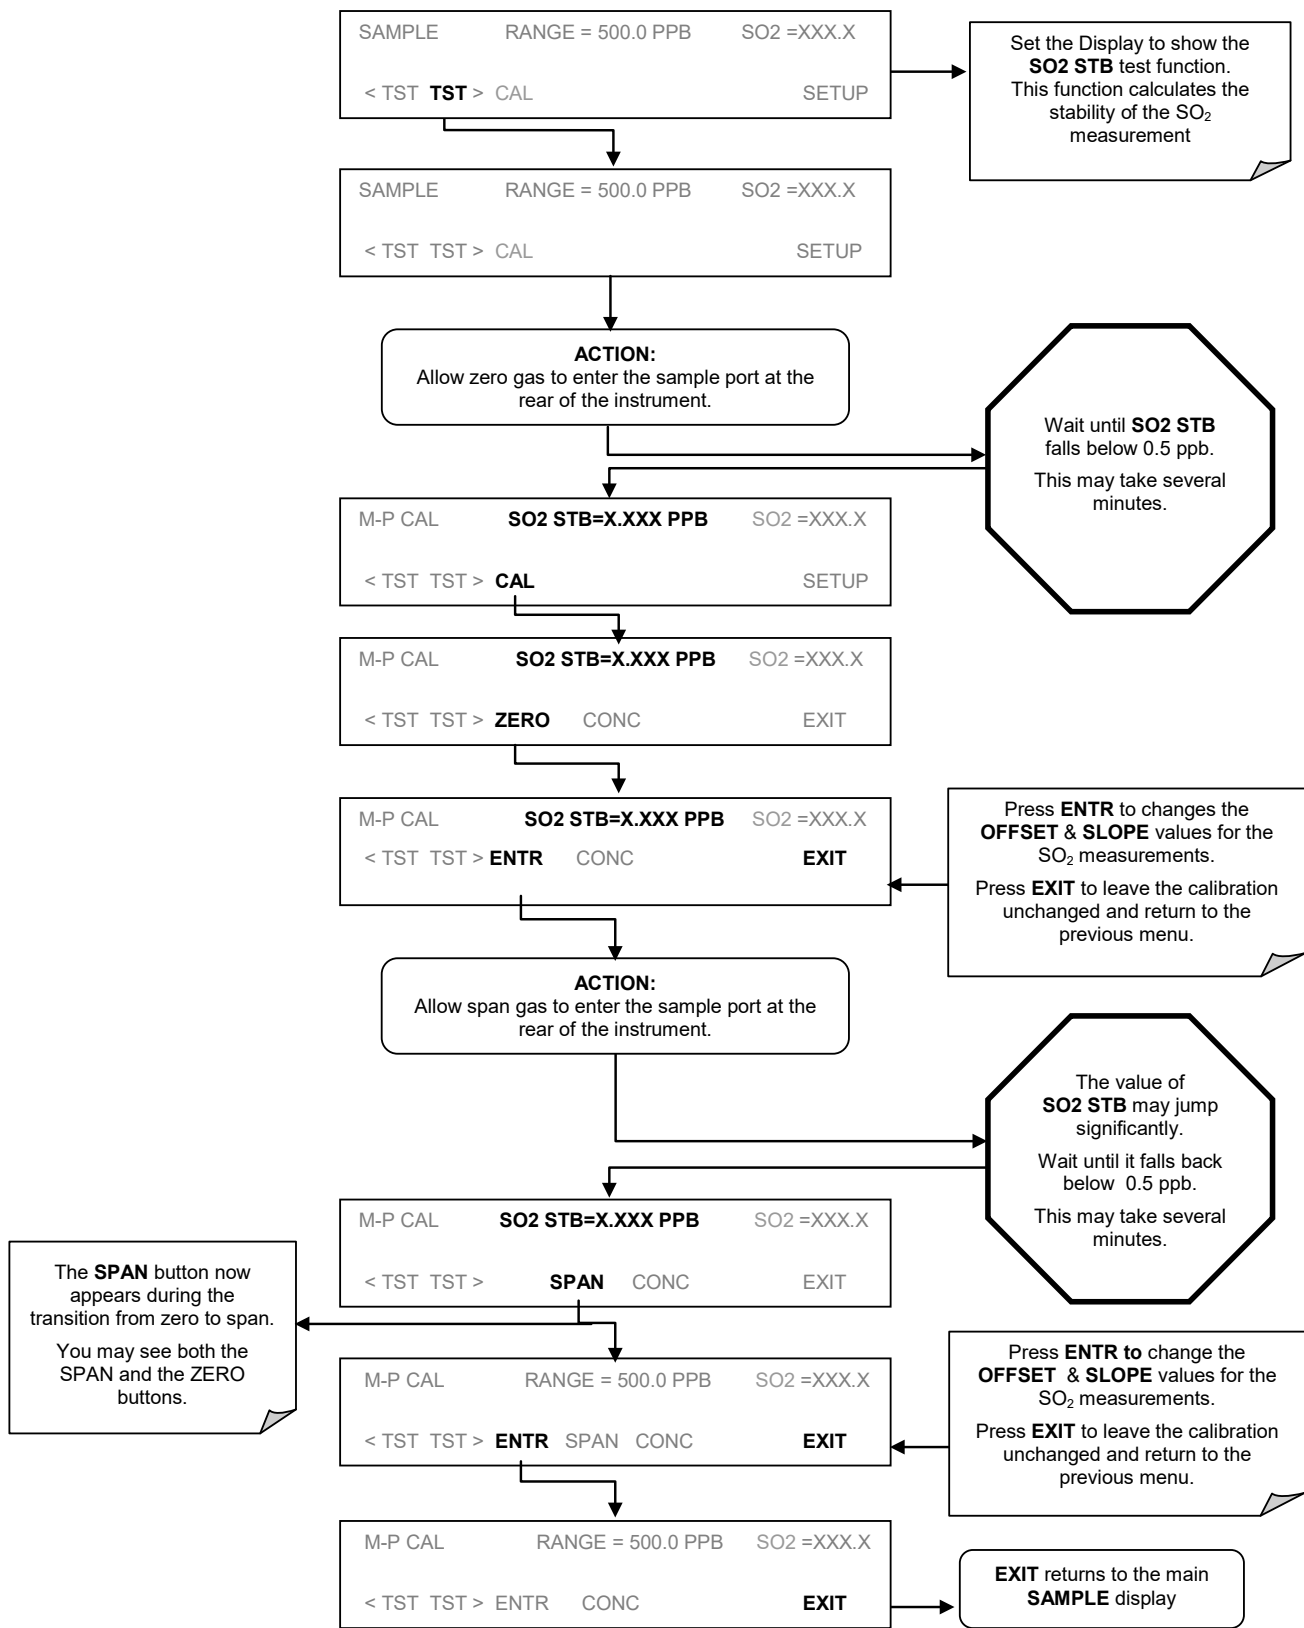 SAMPLE RANGE = 500.0 PPB SO2 =XXX.X
< TST TST > CAL SETUP
Set the Display to show the
SO2 STB test function.
This function calculates the
stability of the SO₂
measurement
SAMPLE RANGE = 500.0 PPB SO2 =XXX.X
< TST TST > CAL SETUP
ACTION:
Allow zero gas to enter the sample port at the
rear of the instrument.
Wait until SO2 STB
falls below 0.5 ppb.
This may take several
minutes.
M-P CAL SO2 STB=X.XXX PPB SO2 =XXX.X
< TST TST > CAL SETUP
M-P CAL SO2 STB=X.XXX PPB SO2 =XXX.X
< TST TST > ZERO CONC EXIT
M-P CAL SO2 STB=X.XXX PPB SO2 =XXX.X
< TST TST > ENTR CONC EXIT
Press ENTR to changes the
OFFSET & SLOPE values for the
SO₂ measurements.
Press EXIT to leave the calibration
unchanged and return to the
previous menu.
ACTION:
Allow span gas to enter the sample port at the
rear of the instrument.
The value of
SO2 STB may jump
significantly.
Wait until it falls back
below 0.5 ppb.
This may take several
minutes.
M-P CAL SO2 STB=X.XXX PPB SO2 =XXX.X
< TST TST > SPAN CONC EXIT
The SPAN button now
appears during the
transition from zero to span.
You may see both the
SPAN and the ZERO
buttons.
M-P CAL RANGE = 500.0 PPB SO2 =XXX.X
< TST TST > ENTR SPAN CONC EXIT
Press ENTR to change the
OFFSET & SLOPE values for the
SO₂ measurements.
Press EXIT to leave the calibration
unchanged and return to the
previous menu.
M-P CAL RANGE = 500.0 PPB SO2 =XXX.X
< TST TST > ENTR CONC EXIT
EXIT returns to the main
SAMPLE display